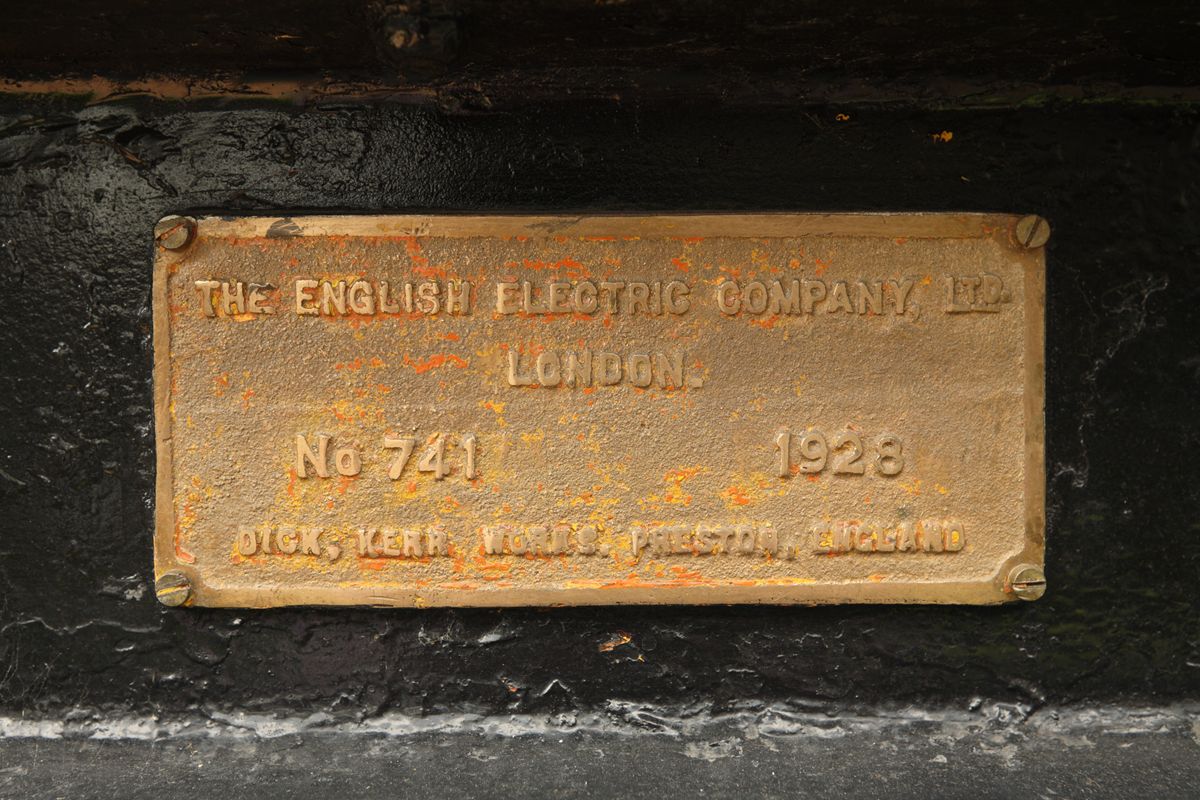 THE ENGLISH ELECTRIC COMPANY, LTD.
LONDON.
No 741 1928
DICK, KERR WORKS. PRESTON, ENGLAND